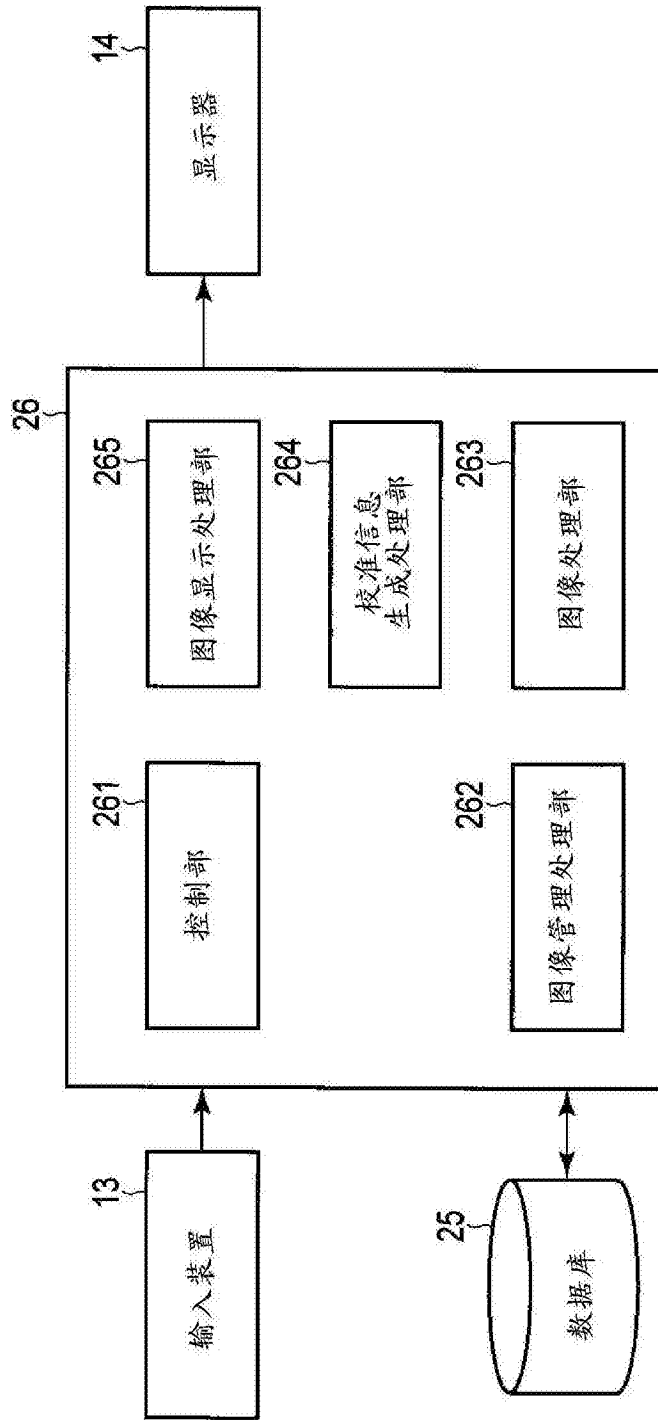 26
13
输入装置
261
控制部
265
图像显示处理部
14
显示器
264
校准信息
生成处理部
25
数据库
262
图像管理处理部
263
图像处理部